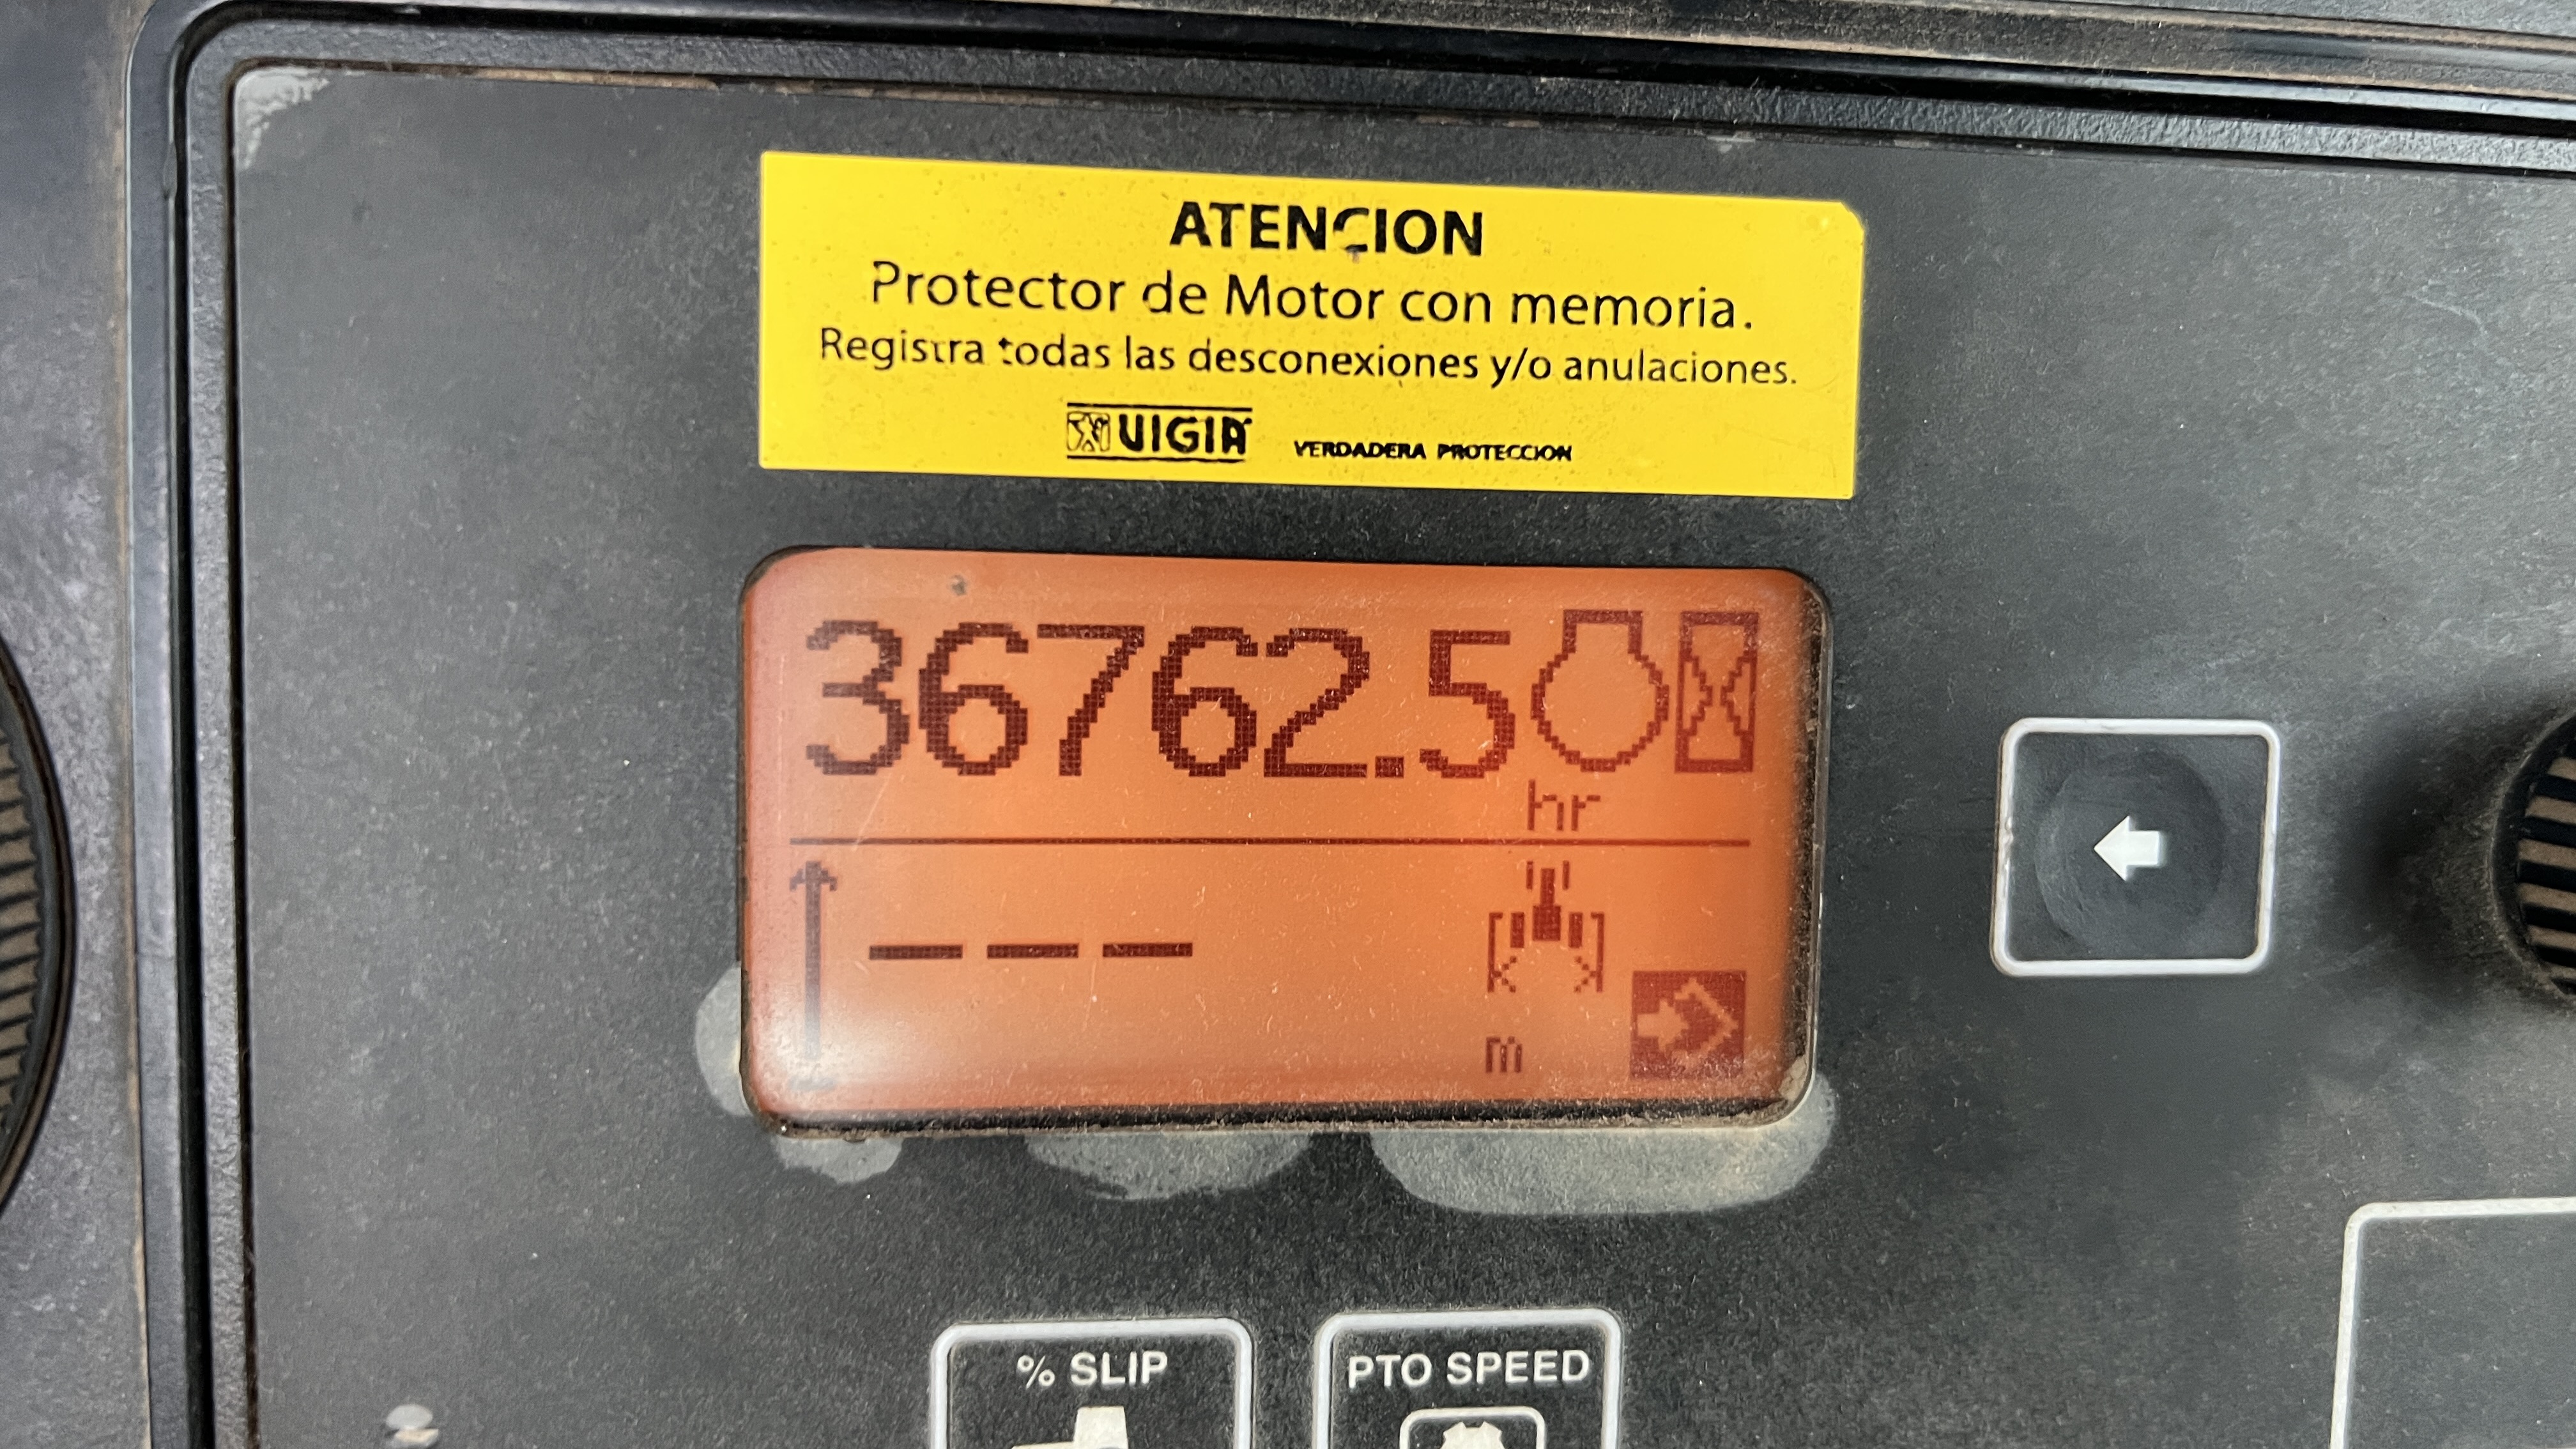 ATENCION
Protector de Motor con memoria.
Registra todas las desconexiones y/o anulaciones.
VIGIA VERDADERA PROTECCION
36762.5
hr
---
m
% SLIP
PTO SPEED